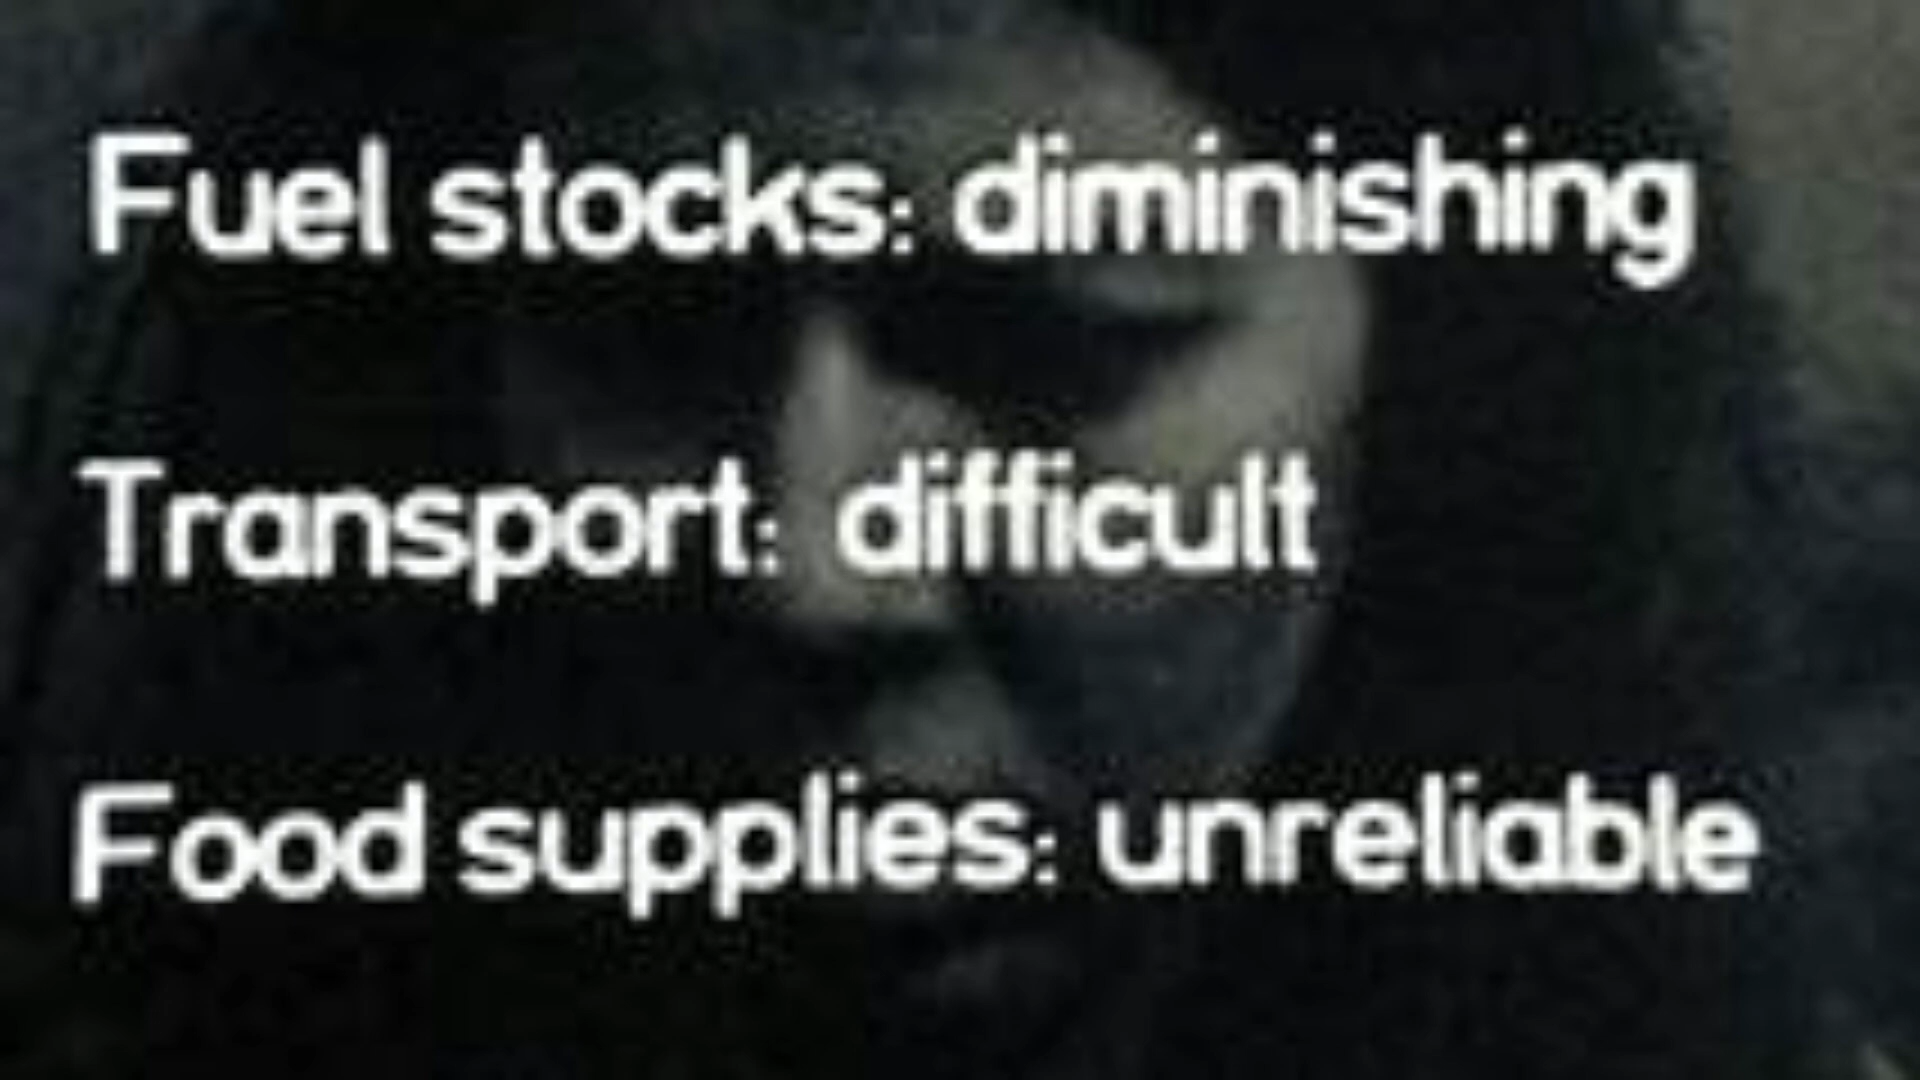 Fuel stocks: diminishing
Transport: difficult
Food supplies: unreliable